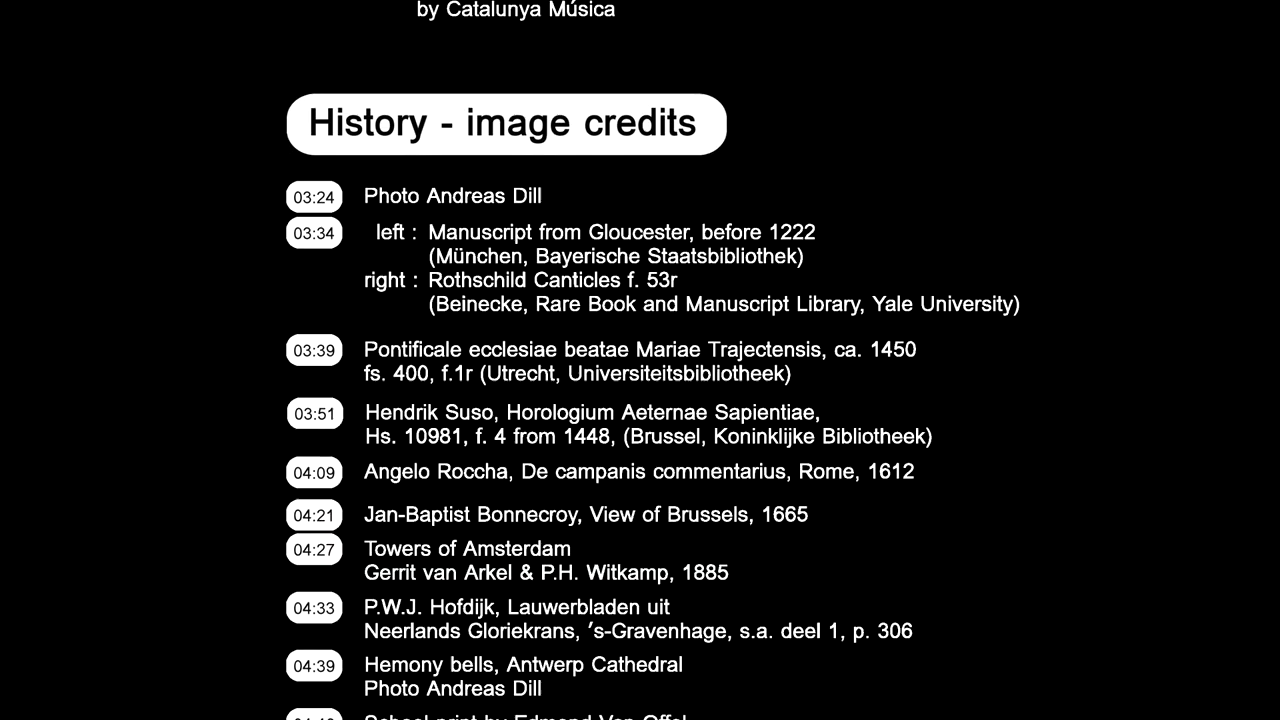 by Catalunya Música
History - image credits
03:24 Photo Andreas Dill
03:34 left : Manuscript from Gloucester, before 1222
(München, Bayerische Staatsbibliothek)
right : Rothschild Canticles f. 53r
(Beinecke, Rare Book and Manuscript Library, Yale University)
03:39 Pontificale ecclesiae beatae Mariae Trajectensis, ca. 1450
fs. 400, f.1r (Utrecht, Universiteitsbibliotheek)
03:51 Hendrik Suso, Horologium Aeternae Sapientiae,
Hs. 10981, f. 4 from 1448, (Brussel, Koninklijke Bibliotheek)
04:09 Angelo Roccha, De campanis commentarius, Rome, 1612
04:21 Jan-Baptist Bonnecroy, View of Brussels, 1665
04:27 Towers of Amsterdam
Gerrit van Arkel & P.H. Witkamp, 1885
04:33 P.W.J. Hofdijk, Lauwerbladen uit
Neerlands Gloriekrans, ’s-Gravenhage, s.a. deel 1, p. 306
04:39 Hemony bells, Antwerp Cathedral
Photo Andreas Dill